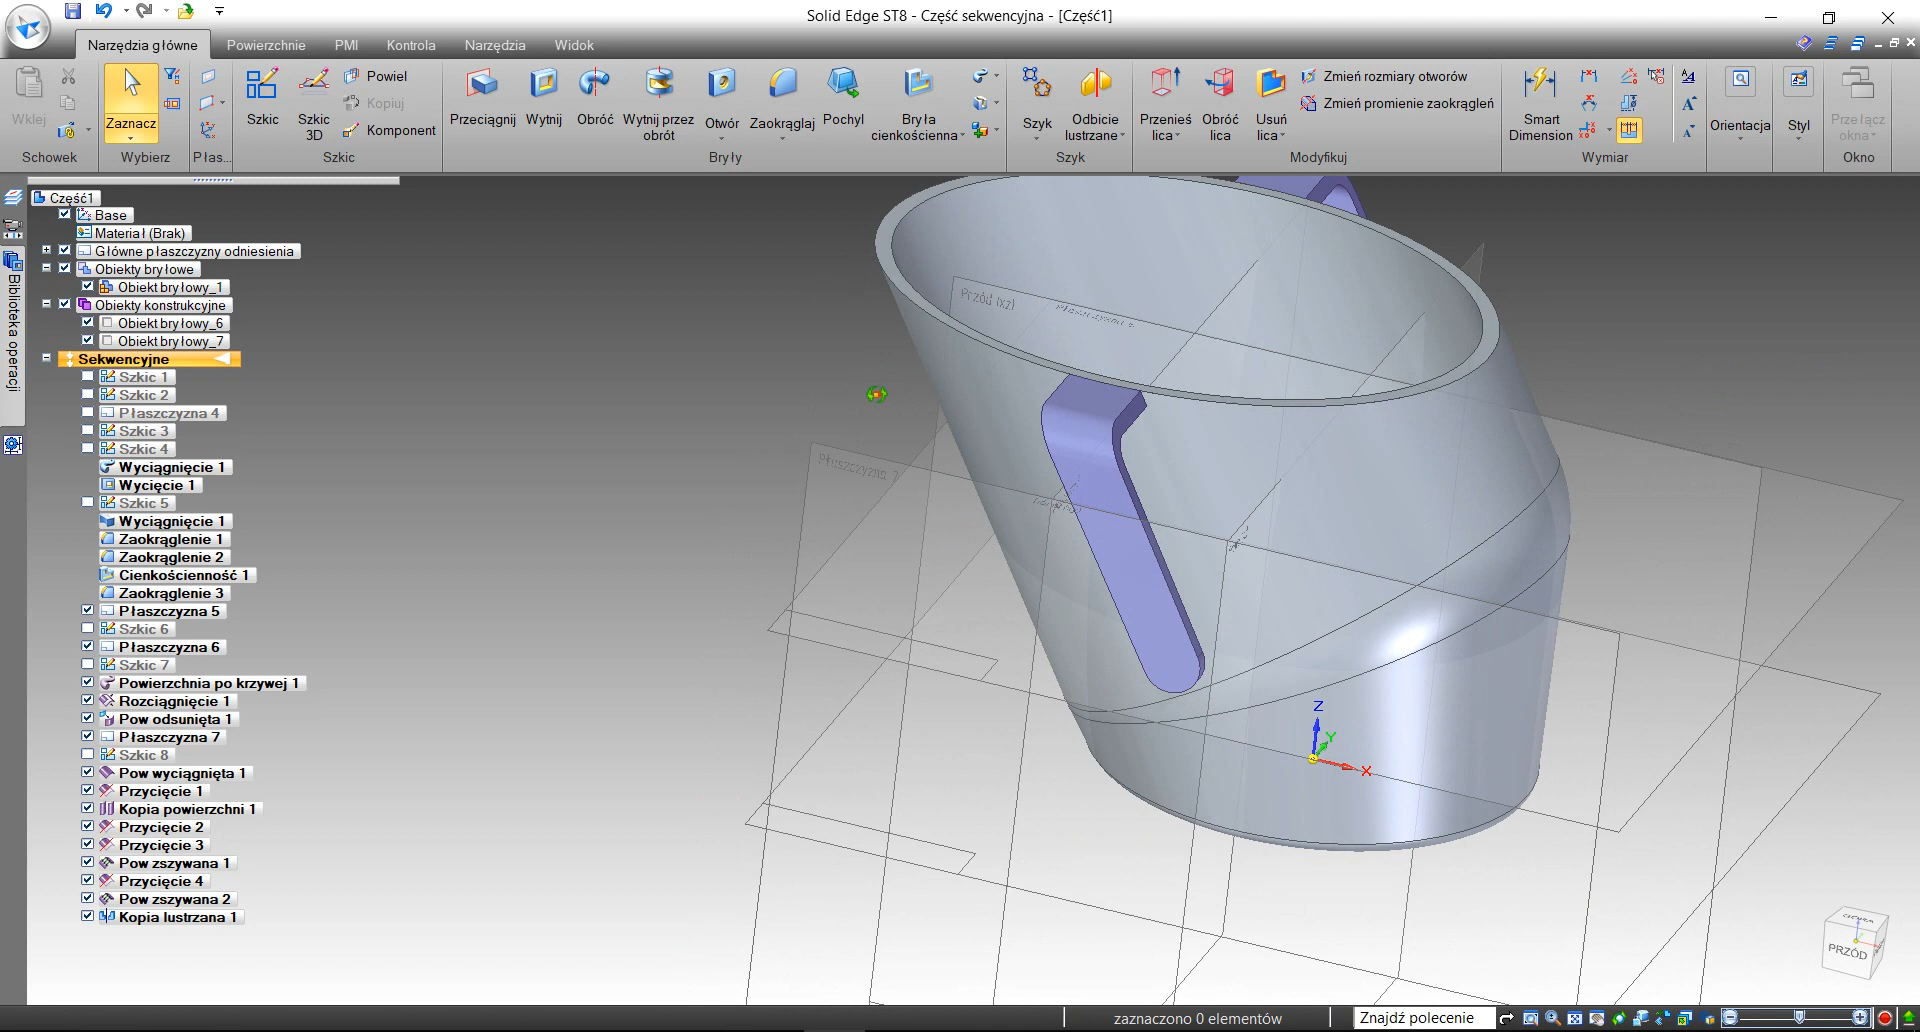 Solid Edge ST8 - Część sekwencyjna - [Część1]
Narzędzia główne
Powierzchnie
PMI
Kontrola
Narzędzia
Widok
Wklej
Zaznacz
Szkic
Szkic 3D
Powiel
Kopiuj
Komponent
Przeciągnij
Wytnij
Obróć
Wytnij przez obrót
Otwór
Zaokrąglaj
Pochyl
Bryła cienkościenna
Szyk
Odbicie lustrzane
Przenieś lica
Obróć lica
Usuń lica
Zmień rozmiary otworów
Zmień promienie zaokrągleń
Smart Dimension
Orientacja
Styl
Przełącz okna
Schowek
Wybierz
Płas...
Szkic
Bryły
Szyk
Modyfikuj
Wymiar
Okno
Biblioteka operacji
Część1
Base
Materiał (Brak)
Główne płaszczyzny odniesienia
Obiekty bryłowe
Obiekt bryłowy_1
Obiekty konstrukcyjne
Obiekt bryłowy_6
Obiekt bryłowy_7
Sekwencyjne
Szkic 1
Szkic 2
Płaszczyzna 4
Szkic 3
Szkic 4
Wyciągnięcie 1
Wycięcie 1
Szkic 5
Wyciągnięcie 1
Zaokrąglenie 1
Zaokrąglenie 2
Cienkościenność 1
Zaokrąglenie 3
Płaszczyzna 5
Szkic 6
Płaszczyzna 6
Szkic 7
Powierzchnia po krzywej 1
Rozciągnięcie 1
Pow odsunięta 1
Płaszczyzna 7
Szkic 8
Pow wyciągnięta 1
Przycięcie 1
Kopia powierzchni 1
Przycięcie 2
Przycięcie 3
Pow zszywana 1
Przycięcie 4
Pow zszywana 2
Kopia lustrzana 1
Przód (xz)
Z
Y
X
PRZÓD
zaznaczono 0 elementów
Znajdź polecenie